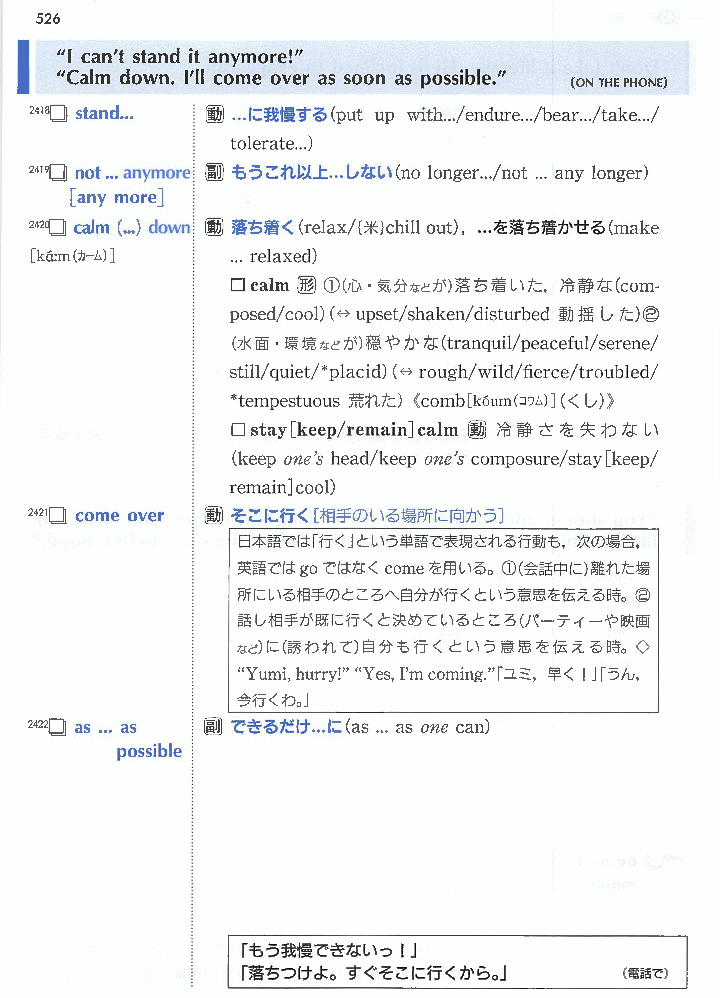 526
“I can’t stand it anymore!”
“Calm down. I’ll come over as soon as possible.” (ON THE PHONE)
2418□ stand... 動 ...に我慢する(put up with.../endure.../bear.../take.../
tolerate...)
2419□ not ... anymore 副 もうこれ以上...しない(no longer.../not ... any longer)
[any more]
2420□ calm (...) down 動 落ち着く(relax/{米}chill out), ...を落ち着かせる(make
[kɑ́ːm(カーム)] ... relaxed)
□ calm 形 ①(心・気分などが)落ち着いた，冷静な(com-
posed/cool)(↔upset/shaken/disturbed 動揺した)②
(水面・環境などが)穏やかな(tranquil/peaceful/serene/
still/quiet/*placid)(↔rough/wild/fierce/troubled/
*tempestuous 荒れた)《comb[kóum(コウム)](くし)》
□ stay[keep/remain]calm 動 冷静さを失わない
(keep one’s head/keep one’s composure/stay[keep/
remain]cool)
2421□ come over 動 そこに行く[相手のいる場所に向かう]
日本語では「行く」という単語で表現される行動も，次の場合，
英語では go ではなく come を用いる。①(会話中に)離れた場
所にいる相手のところへ自分が行くという意思を伝える時。②
話し相手が既に行くと決めているところ(パーティーや映画
など)に(誘われて)自分も行くという意思を伝える時。◇
“Yumi, hurry!” “Yes, I’m coming.”「ユミ，早く！」「うん，
今行くわ。」
2422□ as ... as 副 できるだけ...に(as ... as one can)
possible
「もう我慢できないっ！」
「落ちつけよ。すぐそこに行くから。」 (電話で)